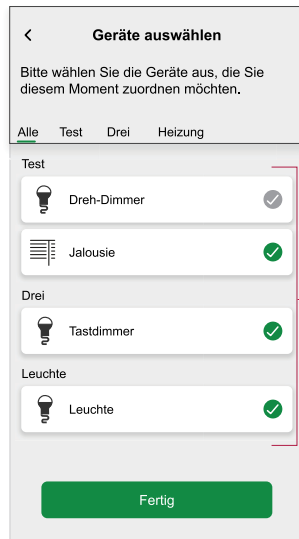 Geräte auswählen
Bitte wählen Sie die Geräte aus, die Sie
diesem Moment zuordnen möchten.
Alle Test Drei Heizung
Test
Dreh-Dimmer
Jalousie
Drei
Tastdimmer
Leuchte
Leuchte
Fertig